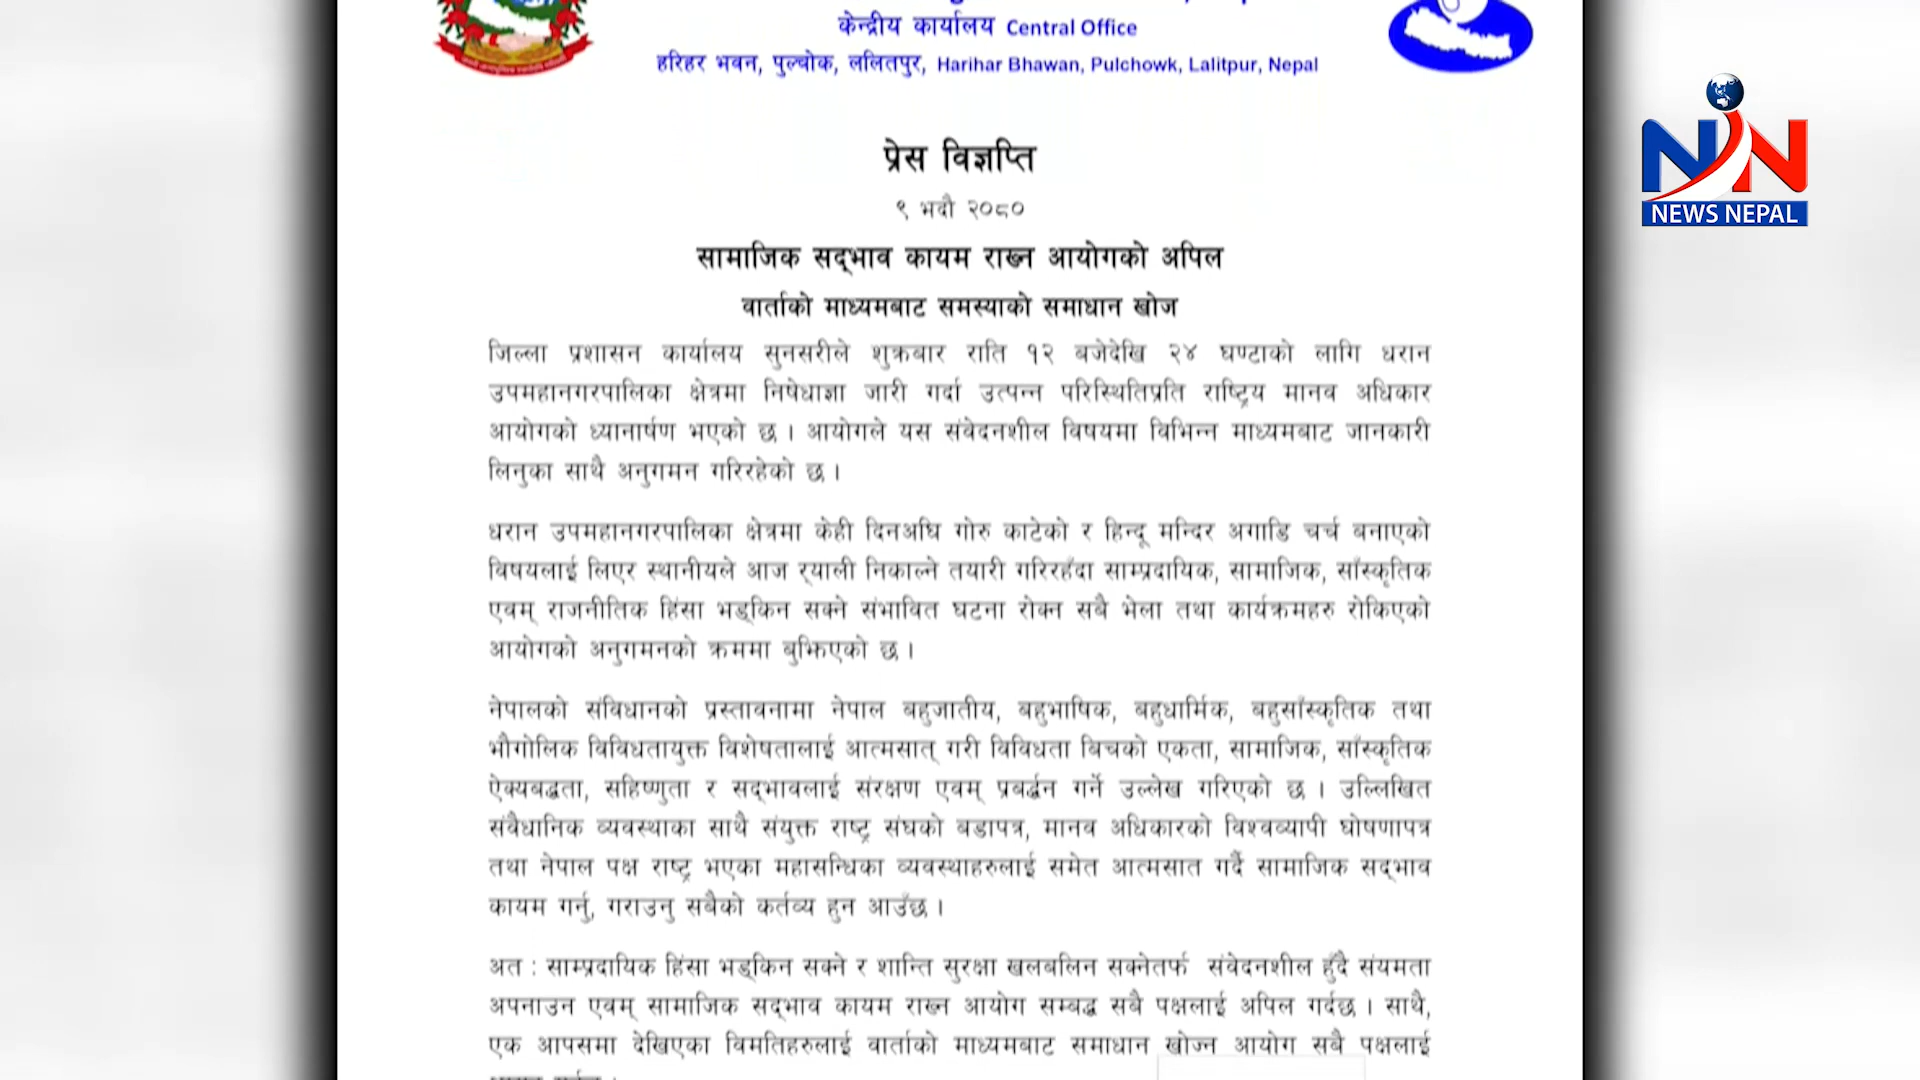 केन्द्रीय कार्यालय Central Office
हरिहर भवन, पुल्चोक, ललितपुर, Harihar Bhawan, Pulchowk, Lalitpur, Nepal
प्रेस विज्ञप्ति
९ भदौ २०८०
सामाजिक सद्‌भाव कायम राख्न आयोगको अपिल
वार्ताको माध्यमबाट समस्याको समाधान खोज
जिल्ला प्रशासन कार्यालय सुनसरीले शुक्रबार राति १२ बजेदेखि २४ घण्टाको लागि धरान
उपमहानगरपालिका क्षेत्रमा निषेधाज्ञा जारी गर्दा उत्पन्न परिस्थितिप्रति राष्ट्रिय मानव अधिकार
आयोगको ध्यानार्षण भएको छ । आयोगले यस संवेदनशील विषयमा विभिन्न माध्यमबाट जानकारी
लिनुका साथै अनुगमन गरिरहेको छ ।
धरान उपमहानगरपालिका क्षेत्रमा केही दिनअघि गोरु काटेको र हिन्दू मन्दिर अगाडि चर्च बनाएको
विषयलाई लिएर स्थानीयले आज र्‍याली निकाल्ने तयारी गरिरहँदा साम्प्रदायिक, सामाजिक, साँस्कृतिक
एवम् राजनीतिक हिंसा भड्किन सक्ने संभावित घटना रोक्न सबै भेला तथा कार्यक्रमहरु रोकिएको
आयोगको अनुगमनको क्रममा बुझिएको छ ।
नेपालको संविधानको प्रस्तावनामा नेपाल बहुजातीय, बहुभाषिक, बहुधार्मिक, बहुसाँस्कृतिक तथा
भौगोलिक विविधतायुक्त विशेषतालाई आत्मसात् गरी विविधता बिचको एकता, सामाजिक, साँस्कृतिक
ऐक्यबद्धता, सहिष्णुता र सद्‌भावलाई संरक्षण एवम् प्रबर्द्धन गर्ने उल्लेख गरिएको छ । उल्लिखित
संवैधानिक व्यवस्थाका साथै संयुक्त राष्ट्र संघको बडापत्र, मानव अधिकारको विश्वव्यापी घोषणापत्र
तथा नेपाल पक्ष राष्ट्र भएका महासन्धिका व्यवस्थाहरुलाई समेत आत्मसात गर्दै सामाजिक सद्‌भाव
कायम गर्नु, गराउनु सबैको कर्तव्य हुन आउँछ ।
अत : साम्प्रदायिक हिंसा भड्किन सक्ने र शान्ति सुरक्षा खलबलिन सक्नेतर्फ संवेदनशील हुँदै संयमता
अपनाउन एवम् सामाजिक सद्‌भाव कायम राख्न आयोग सम्बद्ध सबै पक्षलाई अपिल गर्दछ । साथै,
एक आपसमा देखिएका विमतिहरुलाई वार्ताको माध्यमबाट समाधान खोज्न आयोग सबै पक्षलाई
NN
NEWS NEPAL